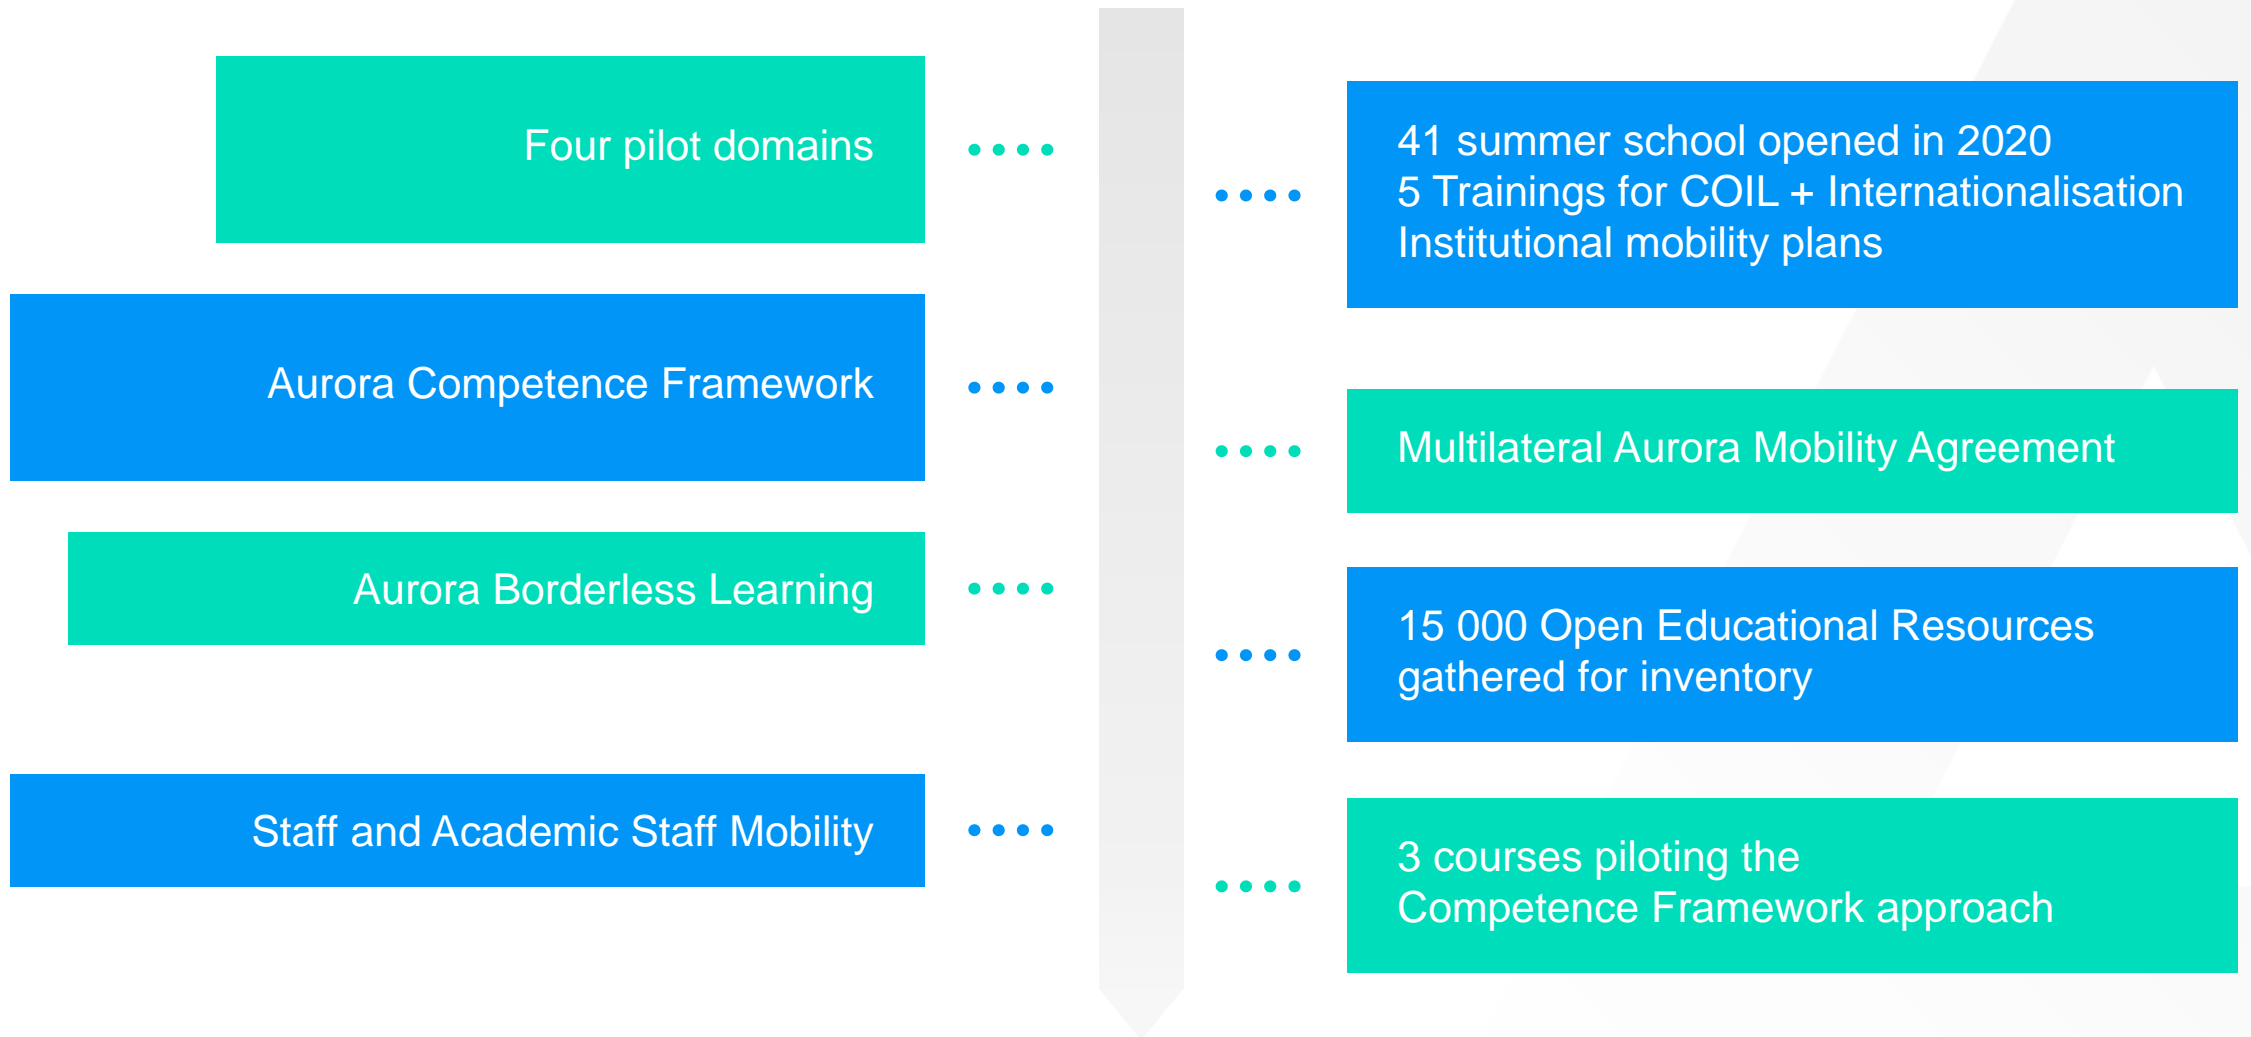 Four pilot domains
Aurora Competence Framework
Aurora Borderless Learning
Staff and Academic Staff Mobility
41 summer school opened in 2020
5 Trainings for COIL + Internationalisation
Institutional mobility plans
Multilateral Aurora Mobility Agreement
15 000 Open Educational Resources
gathered for inventory
3 courses piloting the
Competence Framework approach